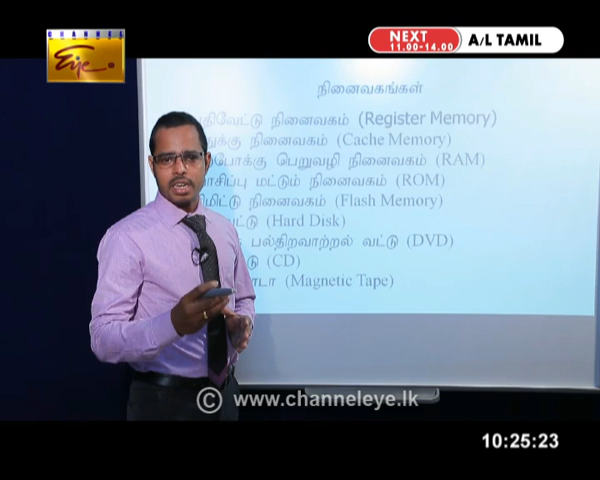 CHANNEL
Eye
NEXT
11.00-14.00
A/L TAMIL
நினைவகங்கள்
நினைவகம் (Register Memory)
நினைவகம் (Cache Memory)
பெறுவழி நினைவகம் (RAM)
மட்டும் நினைவகம் (ROM)
நினைவகம் (Flash Memory)
(Hard Disk)
பல்திறவாற்றல் வட்டு (DVD)
(CD)
(Magnetic Tape)
© www.channeleye.lk
10:25:23